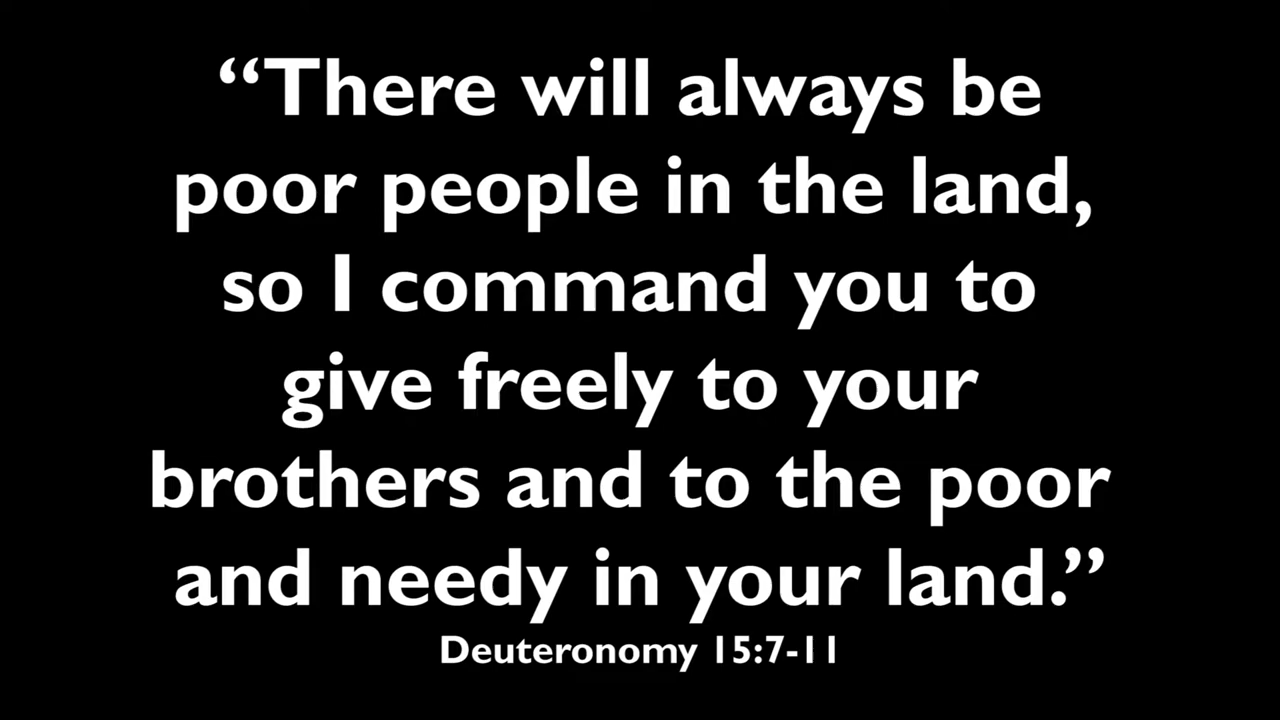 “There will always be
poor people in the land,
so I command you to
give freely to your
brothers and to the poor
and needy in your land.”
Deuteronomy 15:7-11